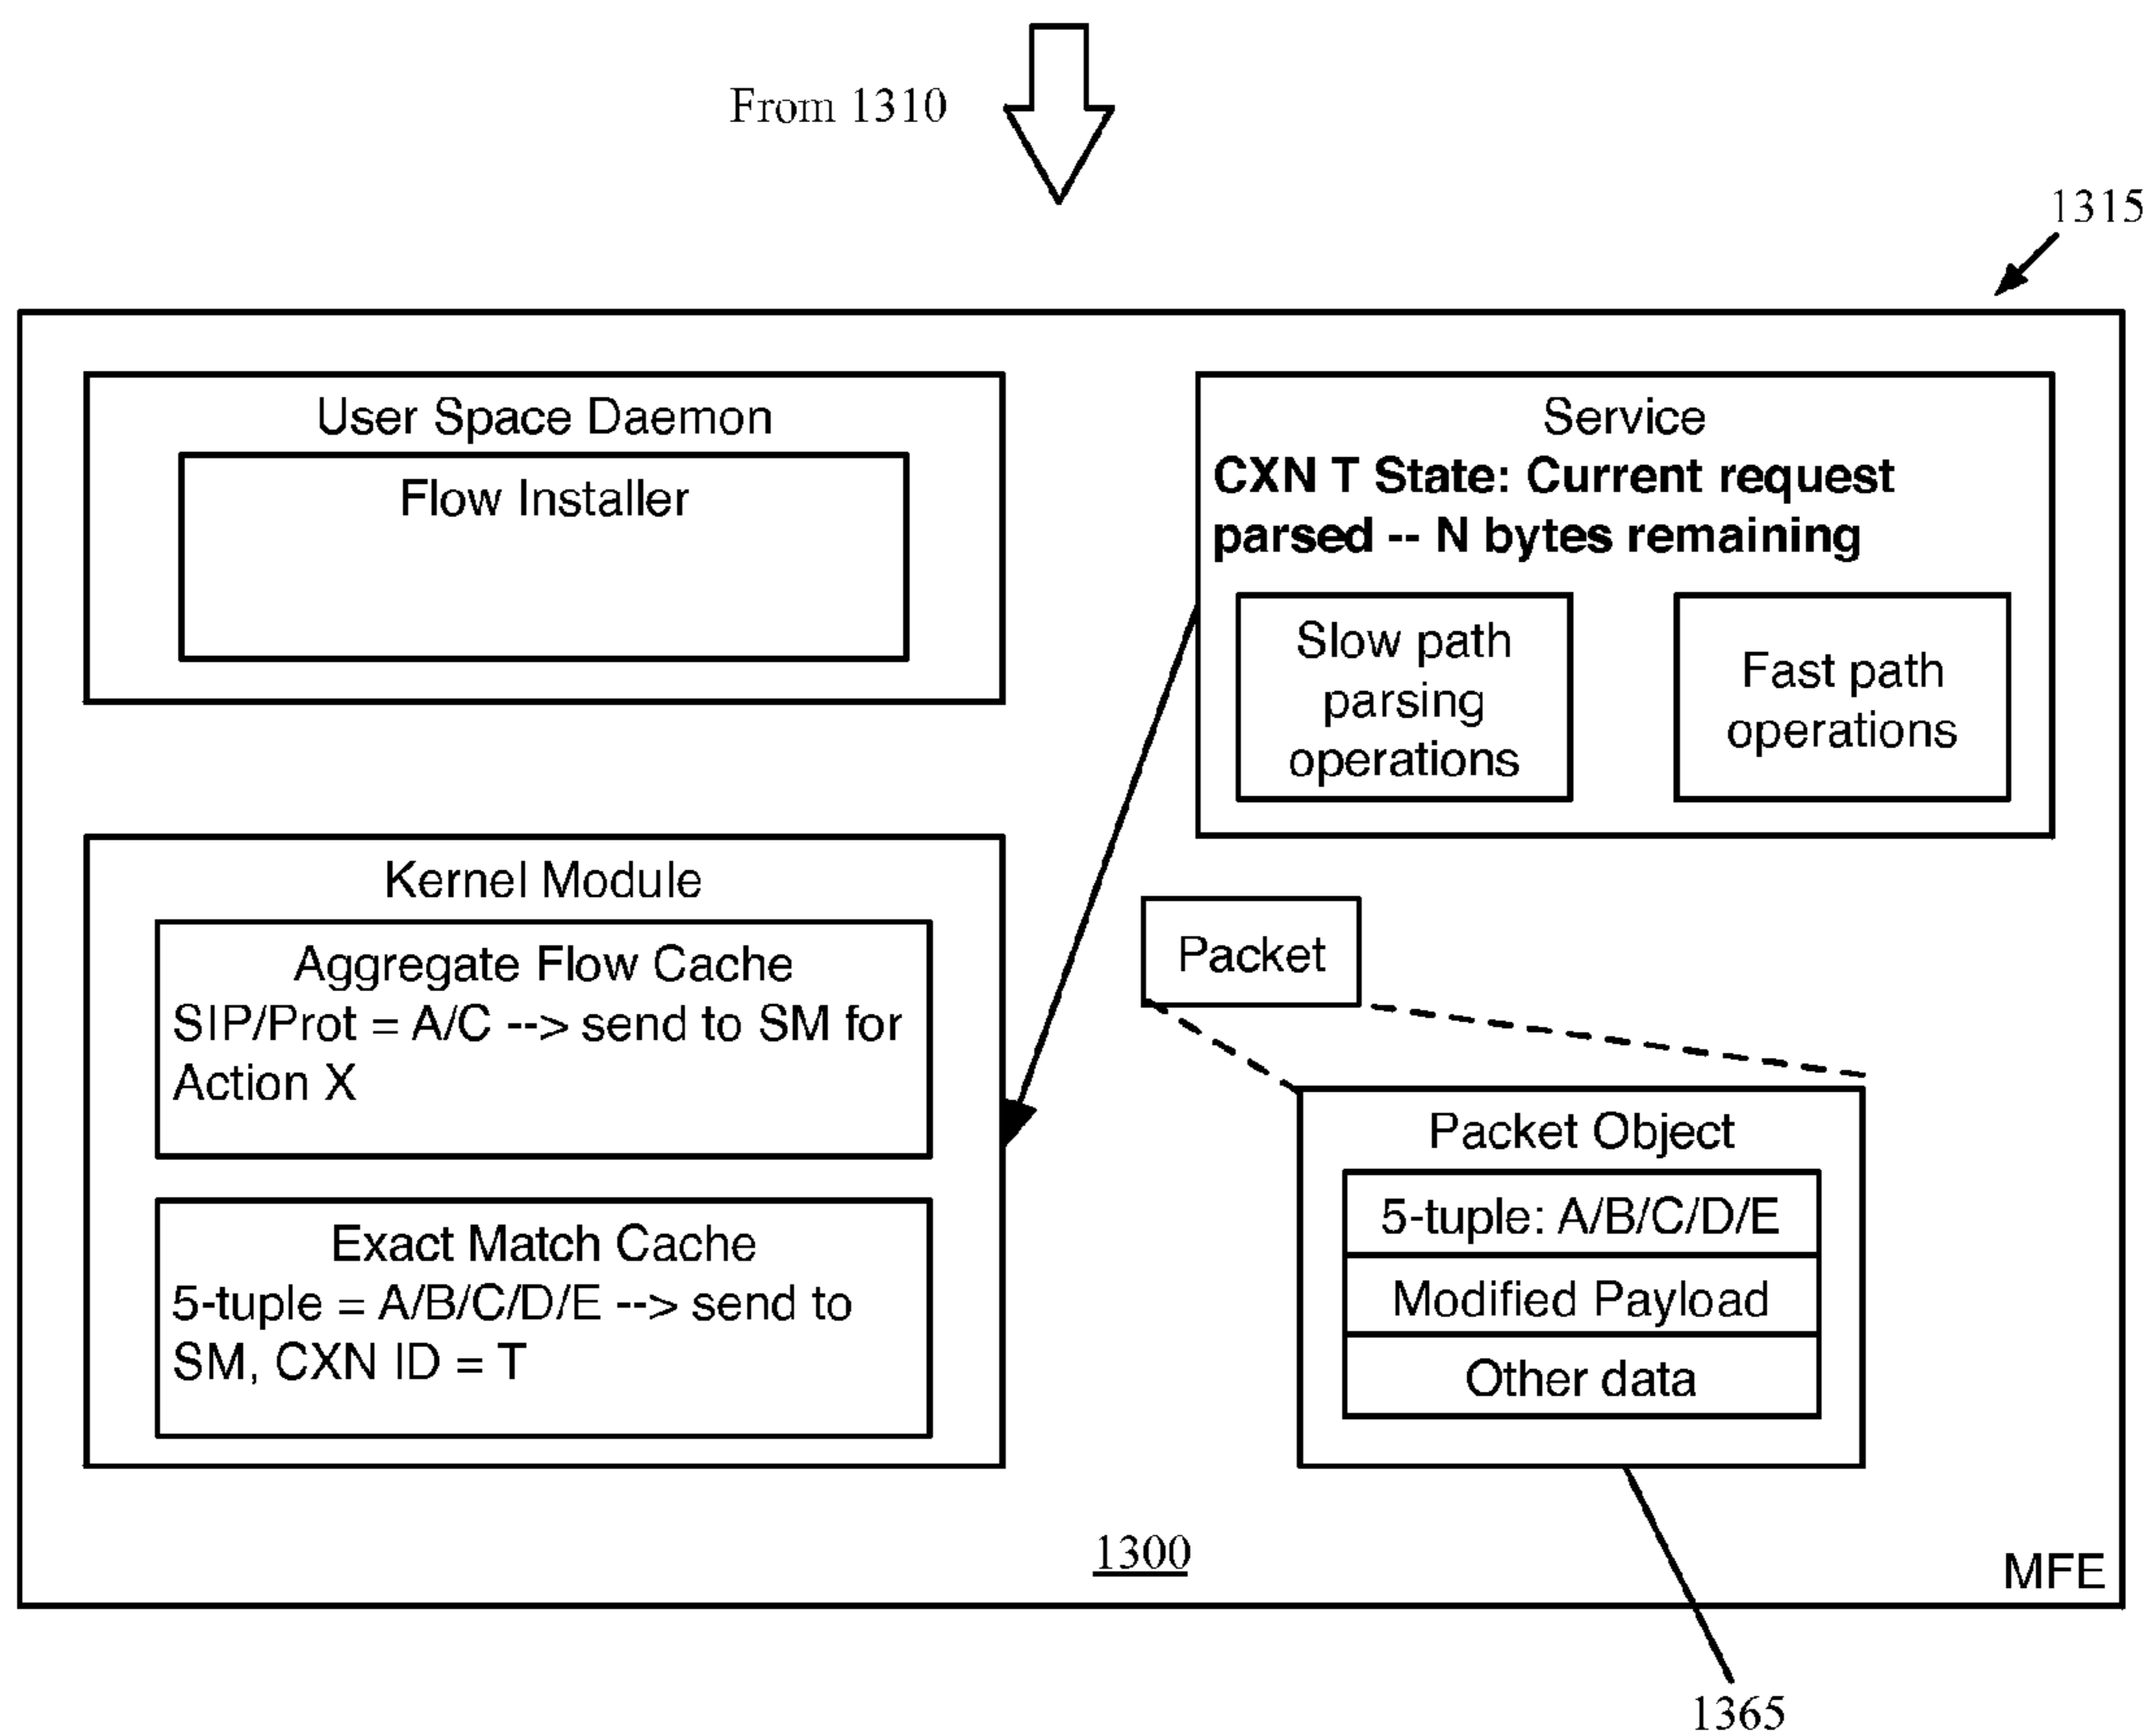 From 1310
1315
User Space Daemon
Flow Installer
Service
CXN T State: Current request
parsed -- N bytes remaining
Slow path
parsing
operations
Fast path
operations
Kernel Module
Aggregate Flow Cache
SIP/Prot = A/C --> send to SM for
Action X
Exact Match Cache
5-tuple = A/B/C/D/E --> send to
SM, CXN ID = T
Packet
Packet Object
5-tuple: A/B/C/D/E
Modified Payload
Other data
1300
MFE
1365